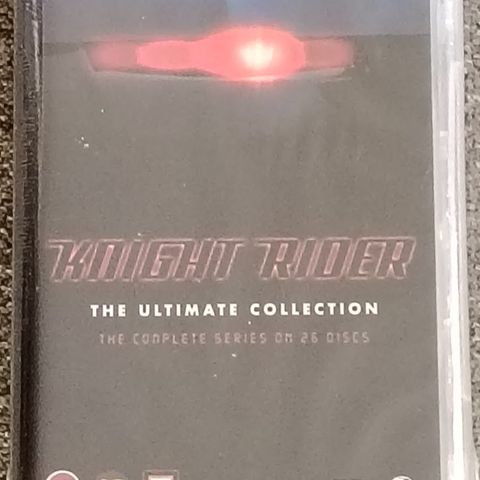 KNIGHT RIDER
THE ULTIMATE COLLECTION
THE COMPLETE SERIES ON 26 DISCS